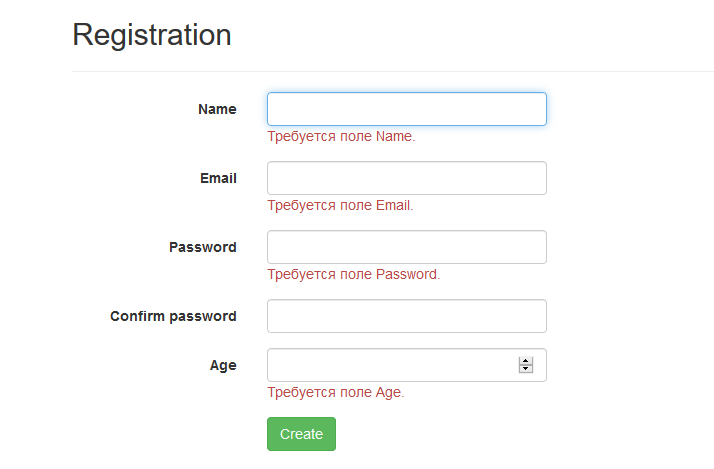 Registration
Name
Требуется поле Name.
Email
Требуется поле Email.
Password
Требуется поле Password.
Confirm password
Age
Требуется поле Age.
Create